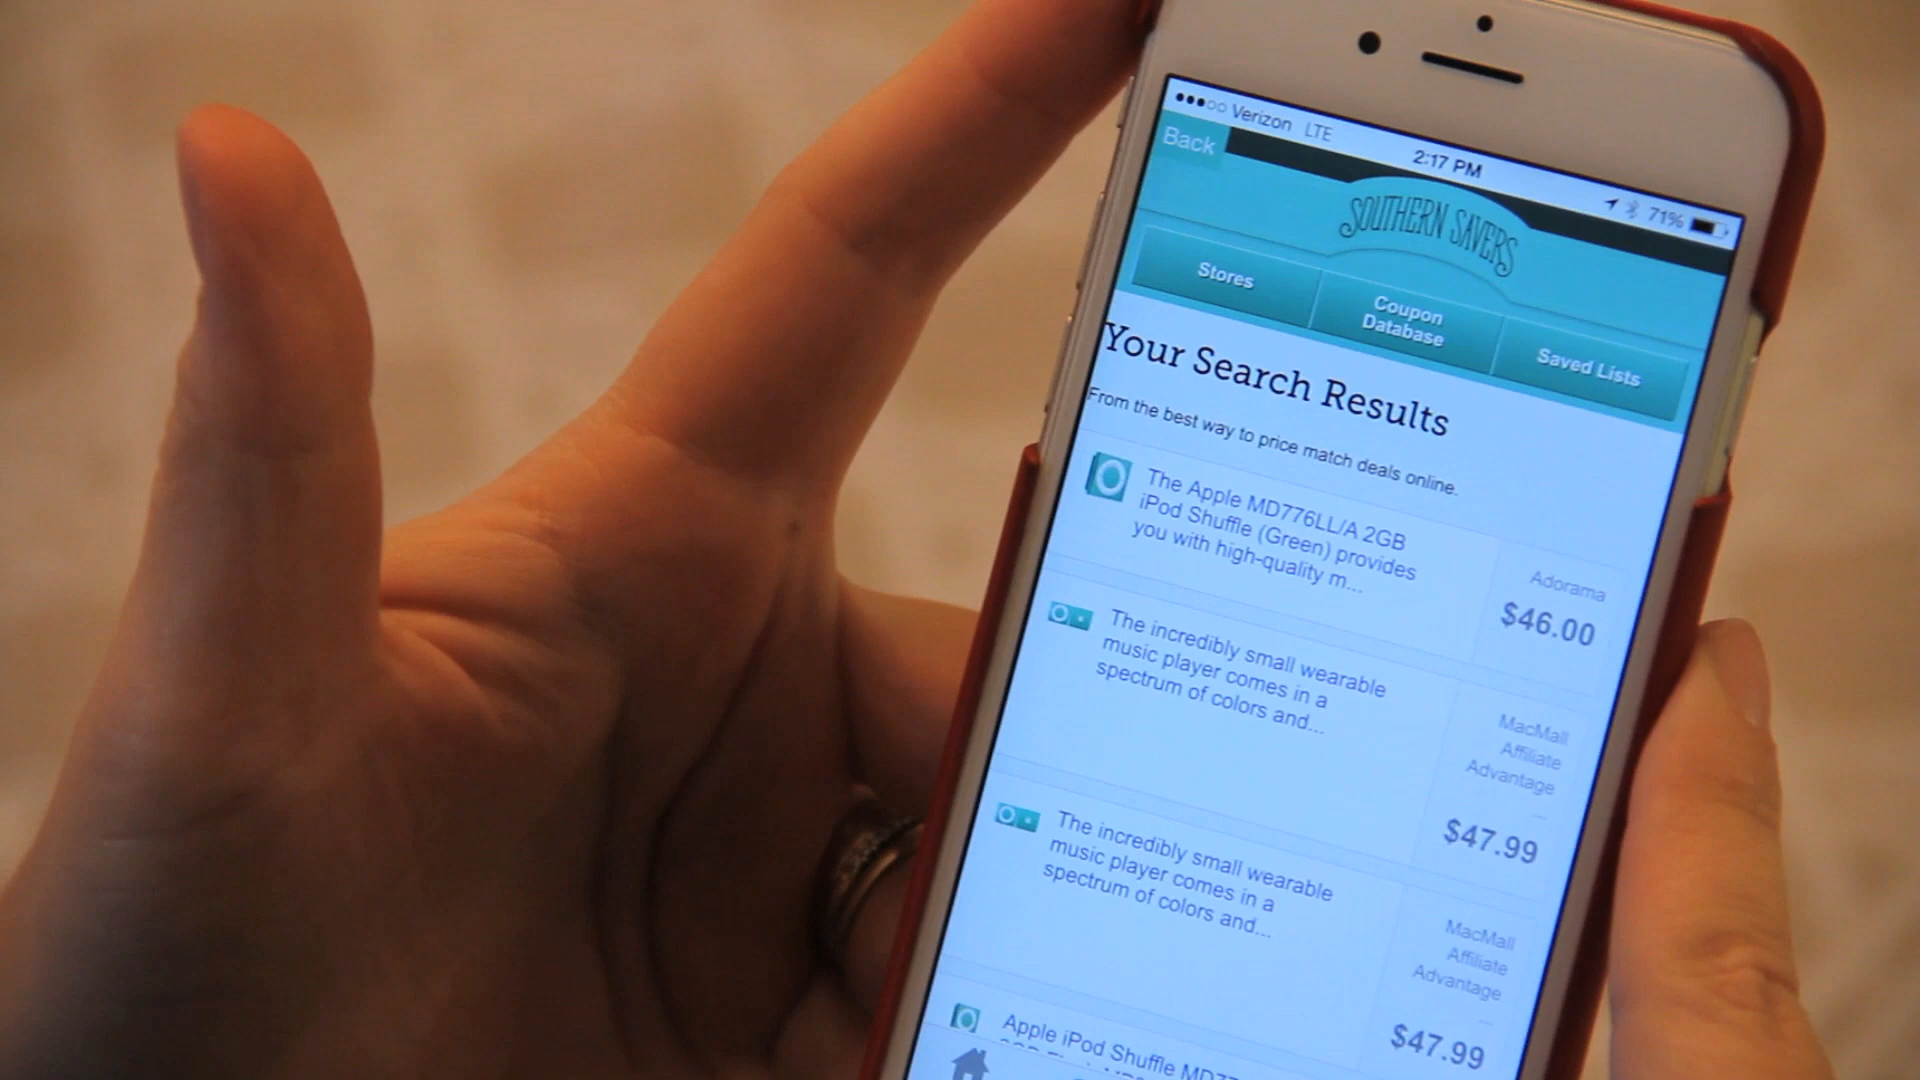 Verizon LTE
2:17 PM
71%
Back
SOUTHERN SAVERS
Stores
Coupon
Database
Saved Lists
Your Search Results
From the best way to price match deals online.
The Apple MD776LL/A 2GB
iPod Shuffle (Green) provides
you with high-quality m...
Adorama
$46.00
The incredibly small wearable
music player comes in a
spectrum of colors and...
MacMall
Affiliate
Advantage
...
$47.99
The incredibly small wearable
music player comes in a
spectrum of colors and...
MacMall
Affiliate
Advantage
...
$47.99
Apple iPod Shuffle